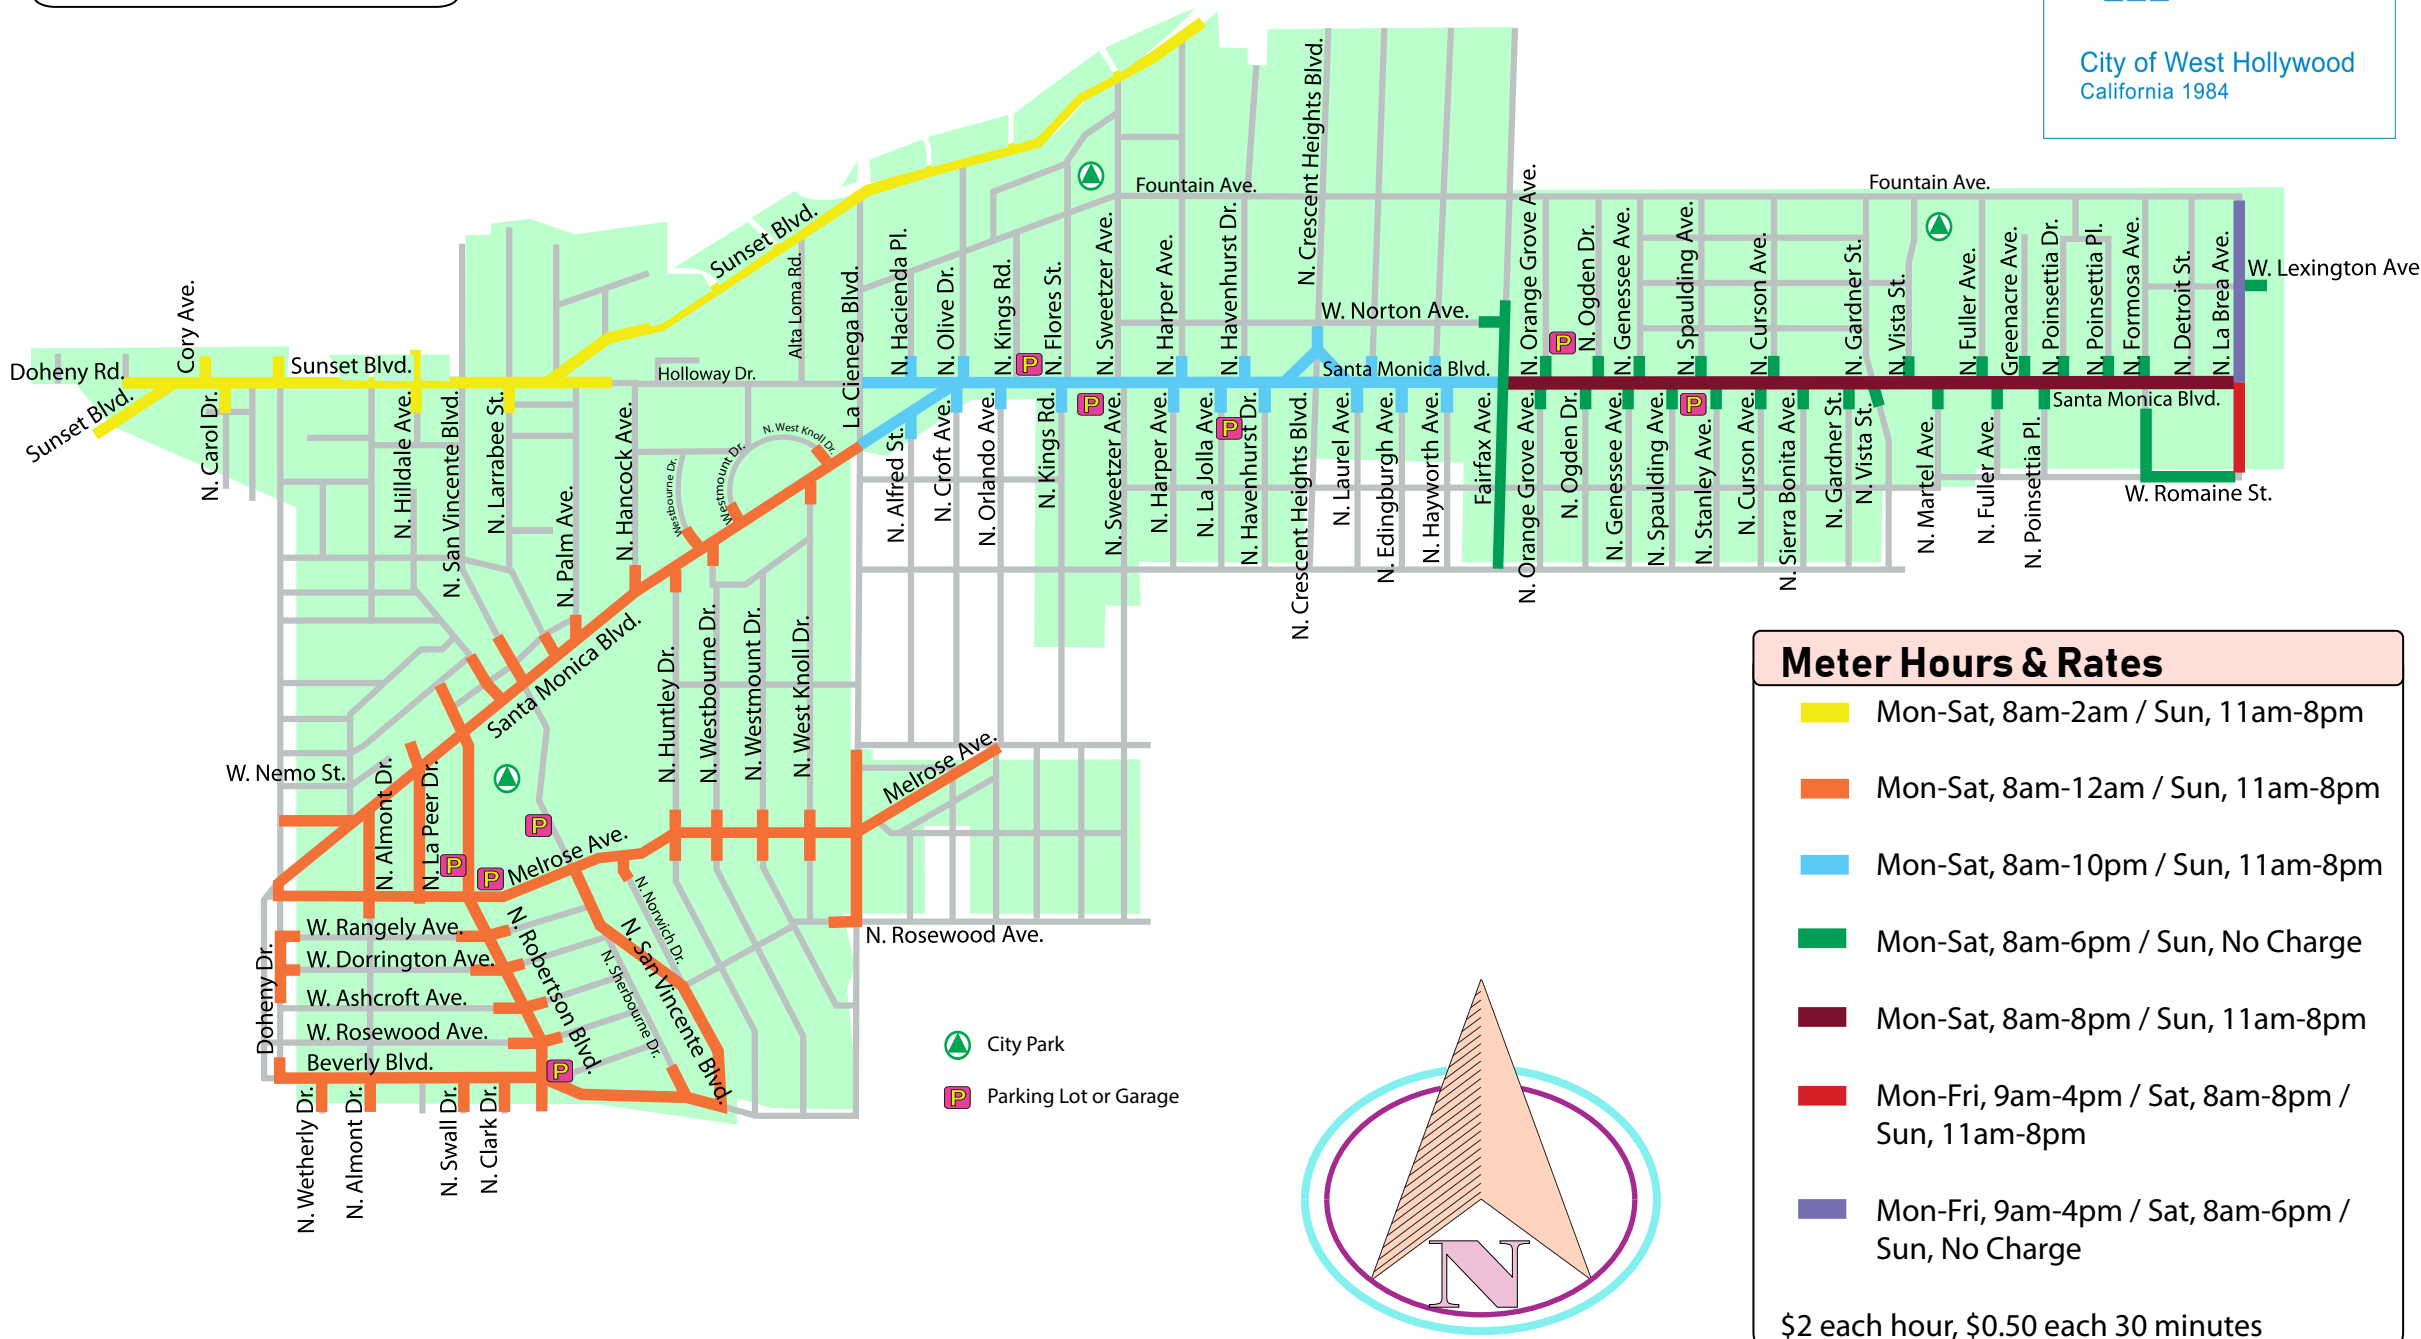 City of West Hollywood
California 1984
Fountain Ave.
Fountain Ave.
N. Crescent Heights Blvd.
Sunset Blvd.
Alta Loma Rd.
La Cienega Blvd.
N. Hacienda Pl.
N. Olive Dr.
N. Kings Rd.
N. Flores St.
N. Sweetzer Ave.
N. Harper Ave.
N. Havenhurst Dr.
W. Norton Ave.
N. Orange Grove Ave.
N. Ogden Dr.
N. Genessee Ave.
N. Spaulding Ave.
N. Curson Ave.
N. Gardner St.
N. Vista St.
N. Fuller Ave.
Greenacre Ave.
N. Poinsettia Dr.
N. Poinsettia Pl.
N. Formosa Ave.
N. Detroit St.
N. La Brea Ave.
W. Lexington Ave
Cory Ave.
Doheny Rd.
Sunset Blvd.
Sunset Blvd.
Holloway Dr.
Santa Monica Blvd.
Santa Monica Blvd.
N. Carol Dr.
N. Hilldale Ave.
N. San Vincente Blvd.
N. Larrabee St.
N. Palm Ave.
N. Hancock Ave.
Westbourne Dr.
Westmount Dr.
N. West Knoll Dr.
N. Alfred St.
N. Croft Ave.
N. Orlando Ave.
N. Kings Rd.
N. Sweetzer Ave.
N. Harper Ave.
N. La Jolla Ave.
N. Havenhurst Dr.
N. Crescent Heights Blvd.
N. Laurel Ave.
N. Edingburgh Ave.
N. Hayworth Ave.
Fairfax Ave.
N. Orange Grove Ave.
N. Ogden Dr.
N. Genessee Ave.
N. Spaulding Ave.
N. Stanley Ave.
N. Curson Ave.
N. Sierra Bonita Ave.
N. Gardner St.
N. Vista St.
N. Martel Ave.
N. Fuller Ave.
N. Poinsettia Pl.
W. Romaine St.
Santa Monica Blvd.
N. Huntley Dr.
N. Westbourne Dr.
N. Westmount Dr.
N. West Knoll Dr.
W. Nemo St.
N. Almont Dr.
N. La Peer Dr.
Melrose Ave.
Melrose Ave.
N. Rosewood Ave.
W. Rangely Ave.
W. Dorrington Ave.
W. Ashcroft Ave.
W. Rosewood Ave.
Beverly Blvd.
Doheny Dr.
N. Robertson Blvd.
N. San Vincente Blvd.
N. Norwich Dr.
N. Sherbourne Dr.
N. Wetherly Dr.
N. Almont Dr.
N. Swall Dr.
N. Clark Dr.
P
P
P
P
P
P
P
P
P
City Park
P Parking Lot or Garage
N
Meter Hours & Rates
Mon-Sat, 8am-2am / Sun, 11am-8pm
Mon-Sat, 8am-12am / Sun, 11am-8pm
Mon-Sat, 8am-10pm / Sun, 11am-8pm
Mon-Sat, 8am-6pm / Sun, No Charge
Mon-Sat, 8am-8pm / Sun, 11am-8pm
Mon-Fri, 9am-4pm / Sat, 8am-8pm /
Sun, 11am-8pm
Mon-Fri, 9am-4pm / Sat, 8am-6pm /
Sun, No Charge
$2 each hour, $0.50 each 30 minutes